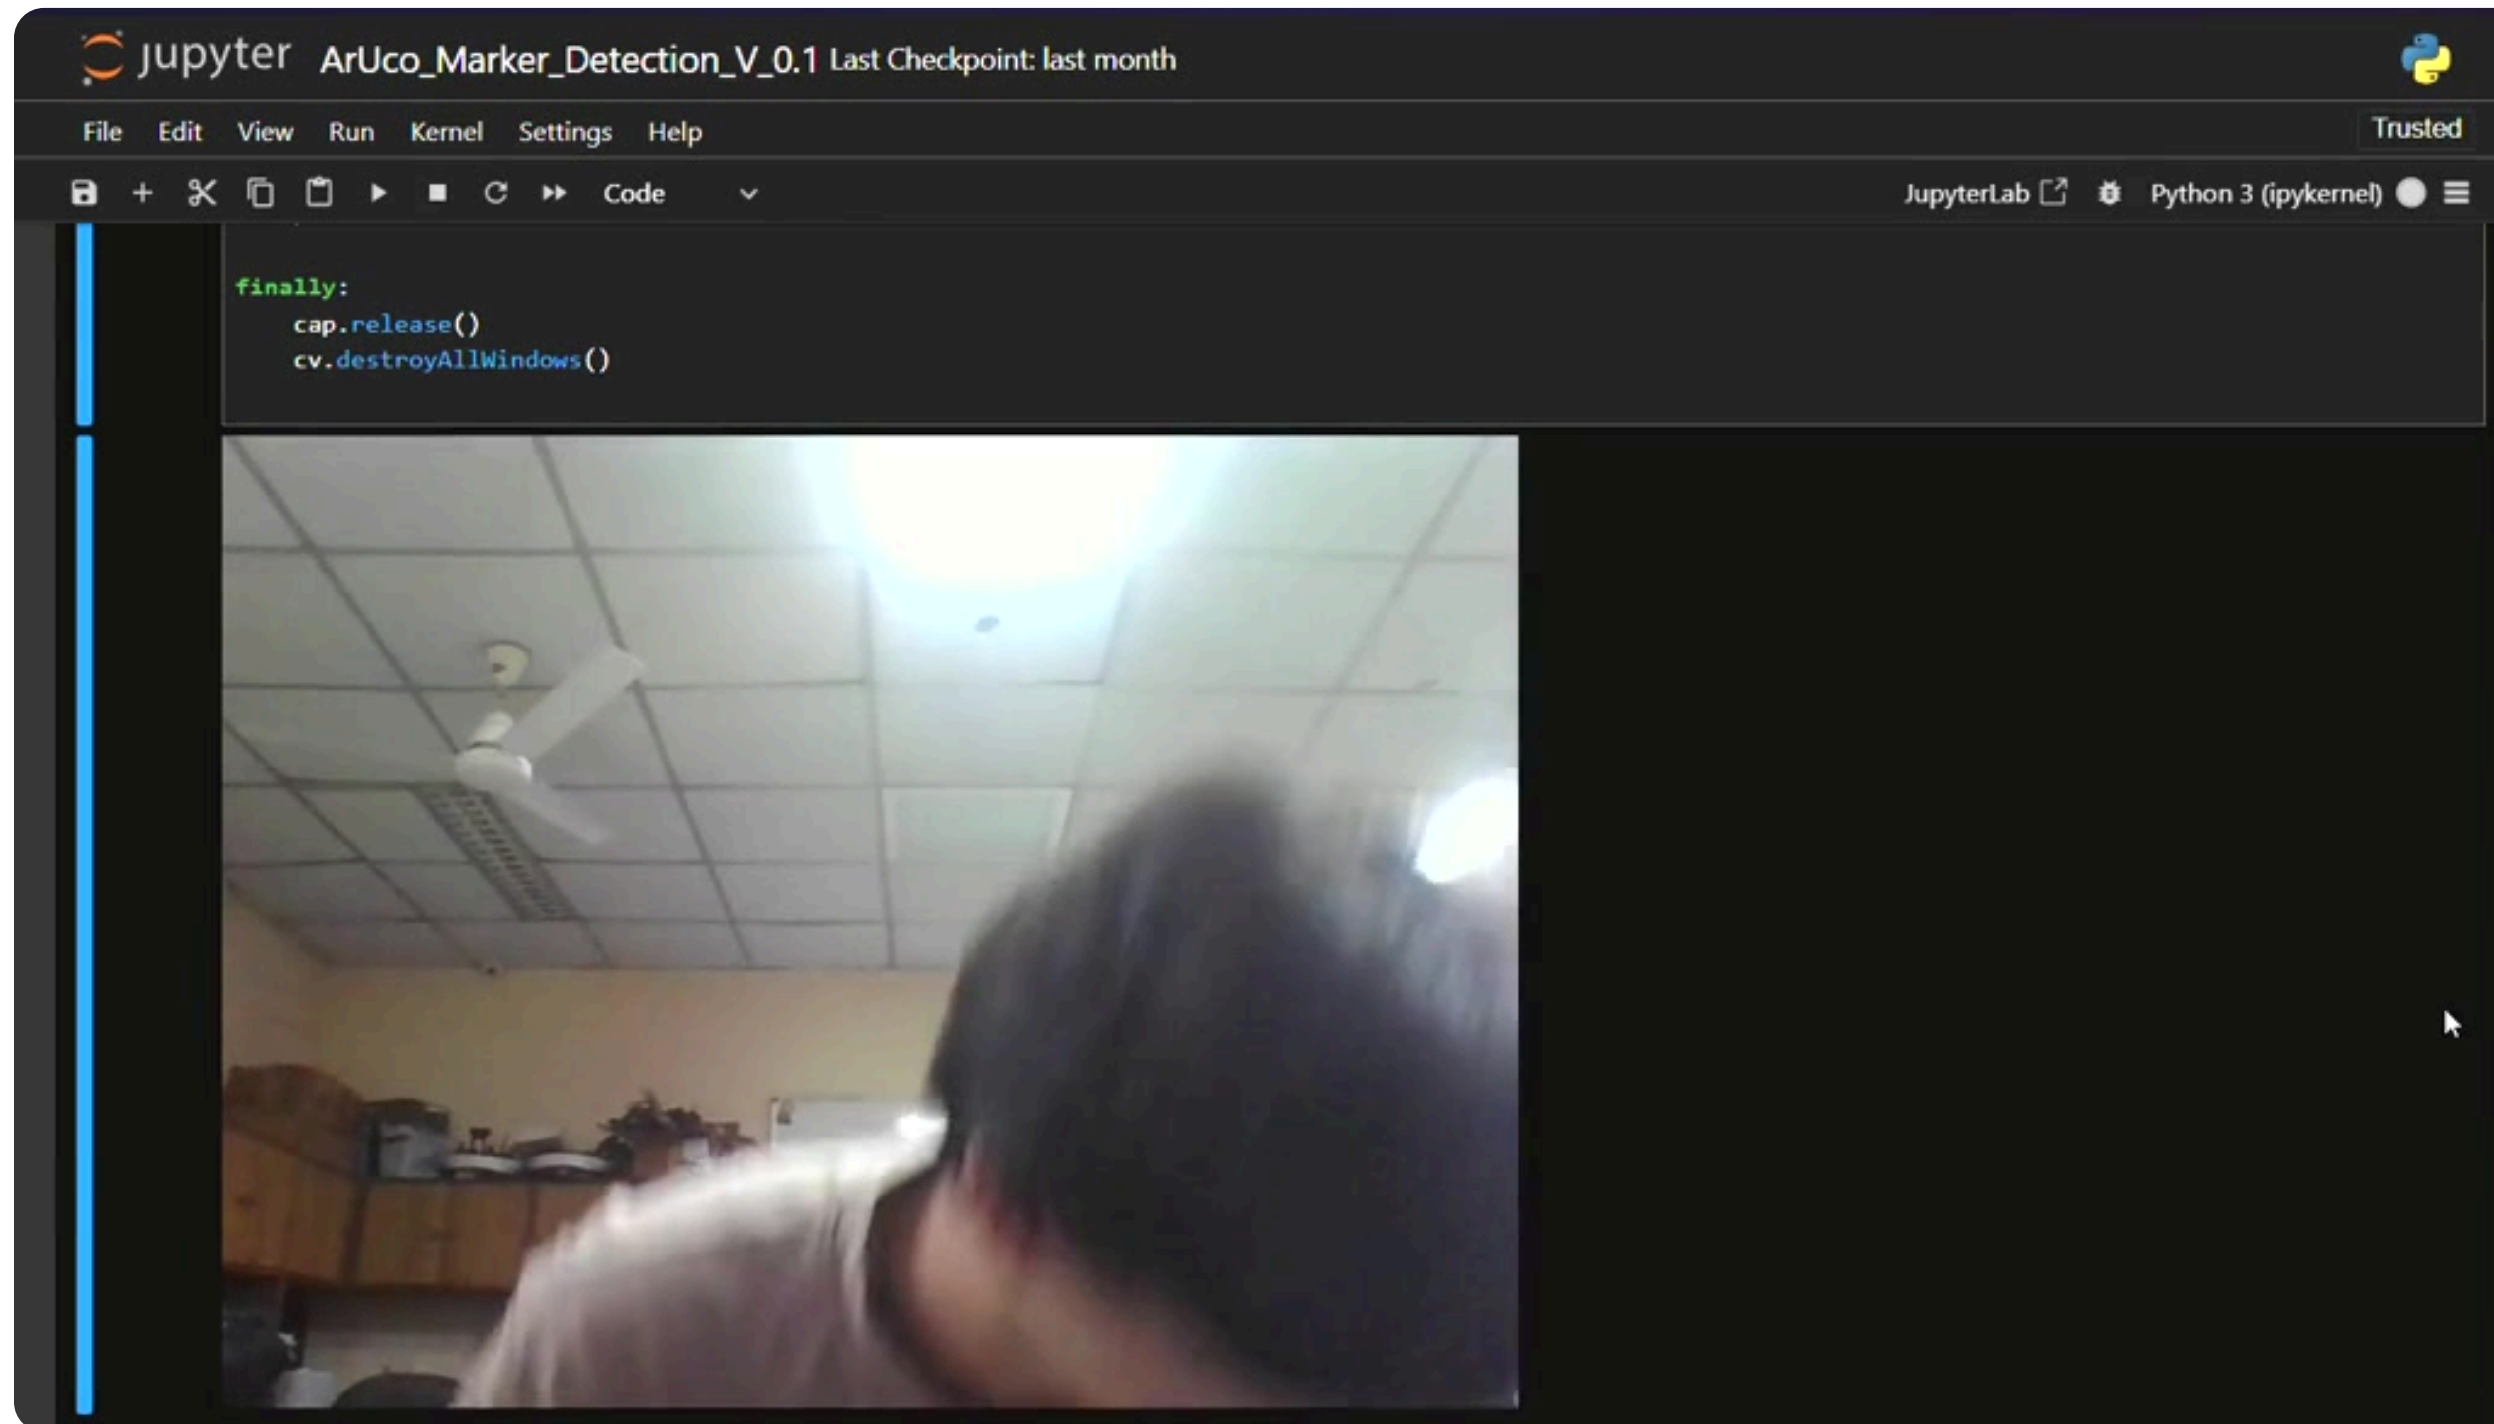 jupyter ArUco_Marker_Detection_V_0.1 Last Checkpoint: last month
File Edit View Run Kernel Settings Help Trusted
Code JupyterLab Python 3 (ipykernel)
finally:
    cap.release()
    cv.destroyAllWindows()